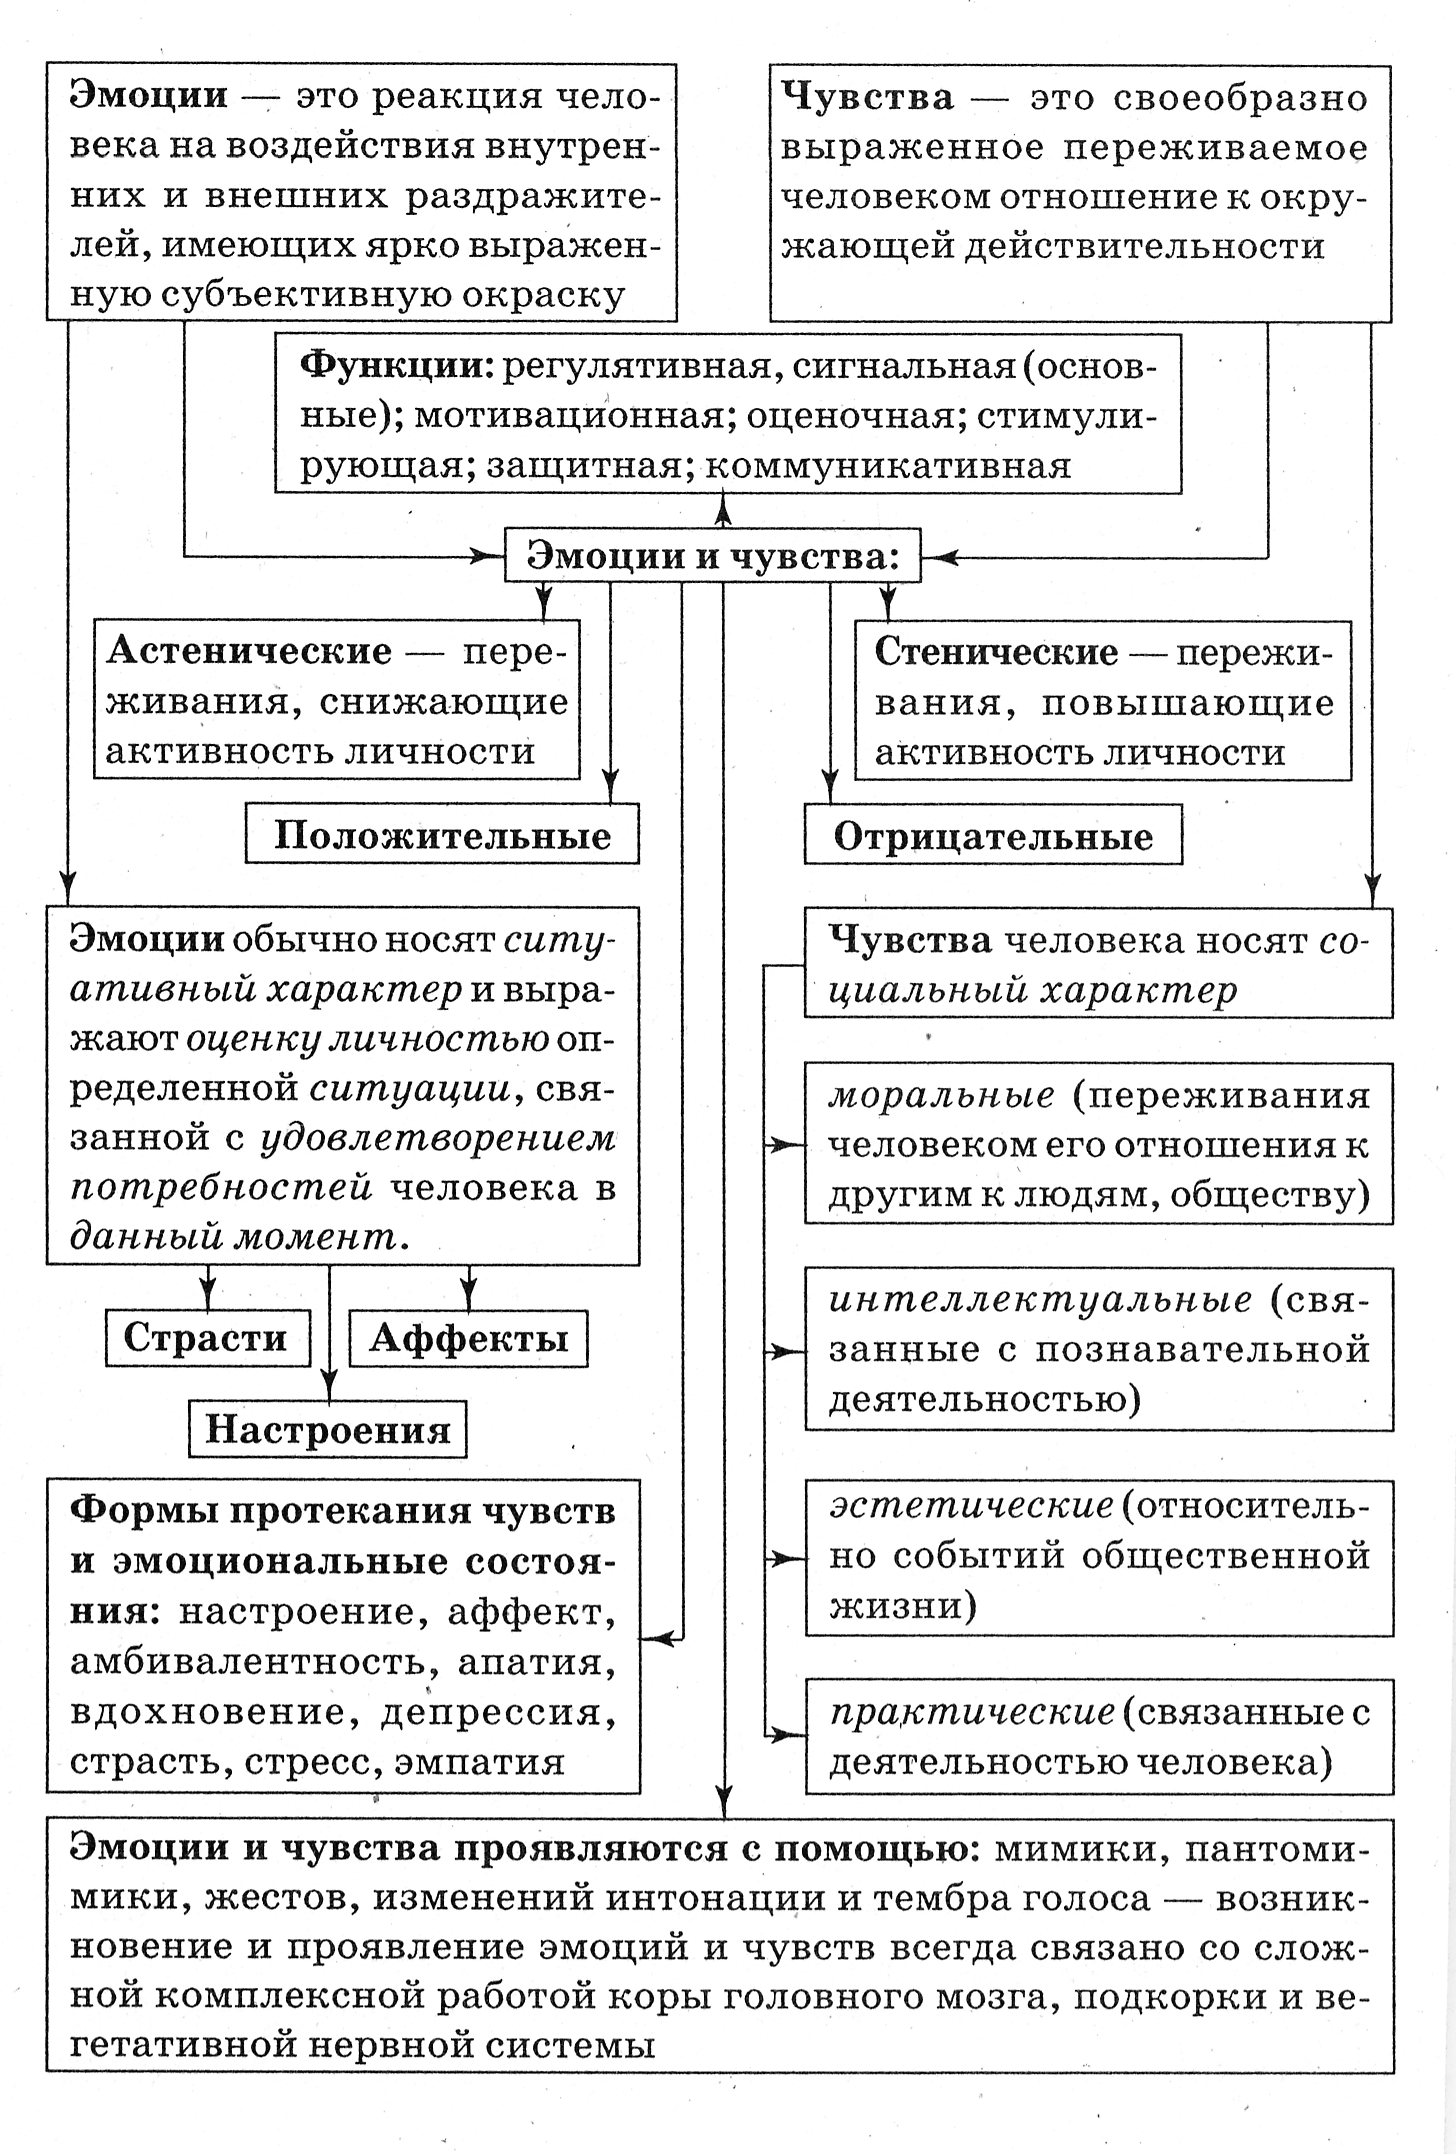 Эмоции — это реакция чело-
века на воздействия внутрен-
них и внешних раздражите-
лей, имеющих ярко выражен-
ную субъективную окраску
Чувства — это своеобразно
выраженное переживаемое
человеком отношение к окру-
жающей действительности
Функции: регулятивная, сигнальная (основ-
ные); мотивационная; оценочная; стимули-
рующая; защитная; коммуникативная
Эмоции и чувства:
Астенические — пере-
живания, снижающие
активность личности
Стенические — пережи-
вания, повышающие
активность личности
Положительные
Отрицательные
Эмоции обычно носят ситу-
ативный характер и выра-
жают оценку личностью оп-
ределенной ситуации, свя-
занной с удовлетворением
потребностей человека в
данный момент.
Чувства человека носят со-
циальный характер
моральные (переживания
человеком его отношения к
другим к людям, обществу)
интеллектуальные (свя-
занные с познавательной
деятельностью)
эстетические (относитель-
но событий общественной
жизни)
практические (связанные с
деятельностью человека)
Страсти
Аффекты
Настроения
Формы протекания чувств
и эмоциональные состоя-
ния: настроение, аффект,
амбивалентность, апатия,
вдохновение, депрессия,
страсть, стресс, эмпатия
Эмоции и чувства проявляются с помощью: мимики, пантоми-
мики, жестов, изменений интонации и тембра голоса — возник-
новение и проявление эмоций и чувств всегда связано со слож-
ной комплексной работой коры головного мозга, подкорки и ве-
гетативной нервной системы